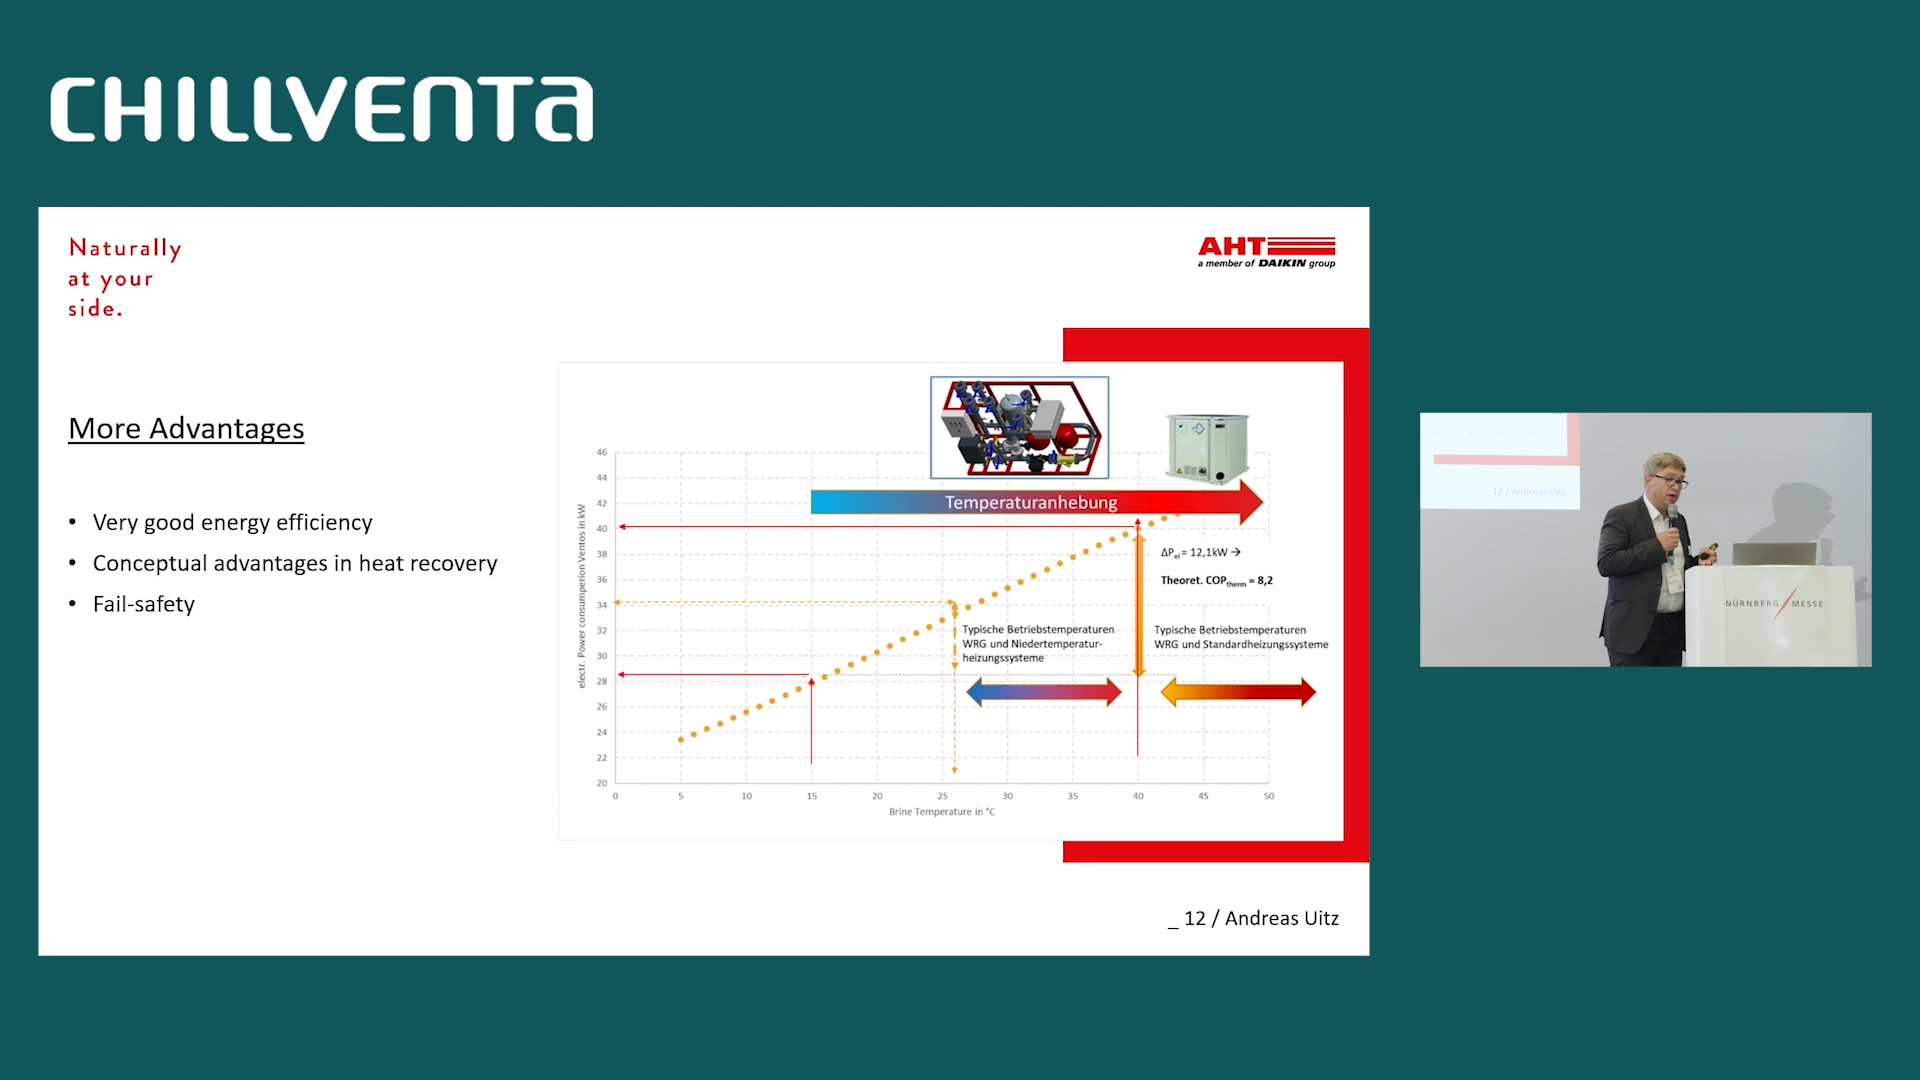 CHILLVENTA
Naturally
at your
side.
AHT
a member of DAIKIN group
More Advantages
• Very good energy efficiency
• Conceptual advantages in heat recovery
• Fail-safety
electr. Power consumperion Ventos in kW
46
44
42
40
38
36
34
32
30
28
26
24
22
20
0 5 10 15 20 25 30 35 40 45 50
Brine Temperature in °C
Temperaturanhebung
ΔPel = 12,1kW →
Theoret. COPtherm = 8,2
Typische Betriebstemperaturen
WRG und Niedertemperatur-
heizungssysteme
Typische Betriebstemperaturen
WRG und Standardheizungssysteme
_ 12 / Andreas Uitz
_ 12 / Andreas Uitz
NÜRNBERG MESSE